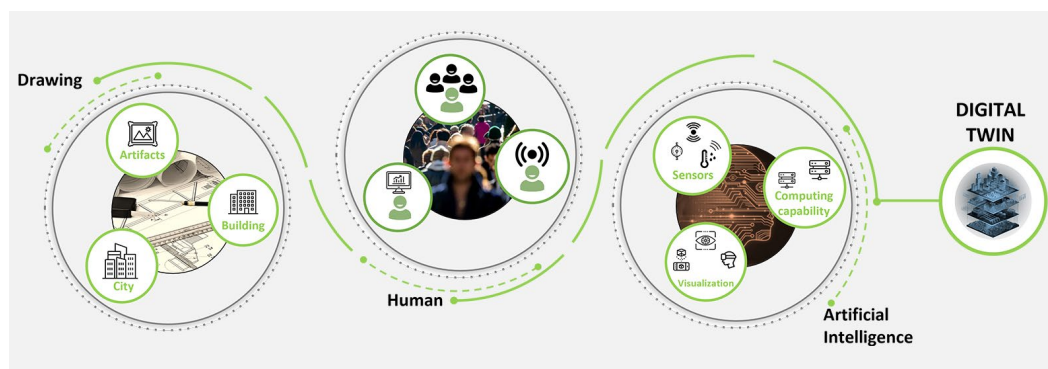 Drawing
Artifacts
Building
City
Human
Sensors
Computing
capability
Visualization
Artificial
Intelligence
DIGITAL
TWIN